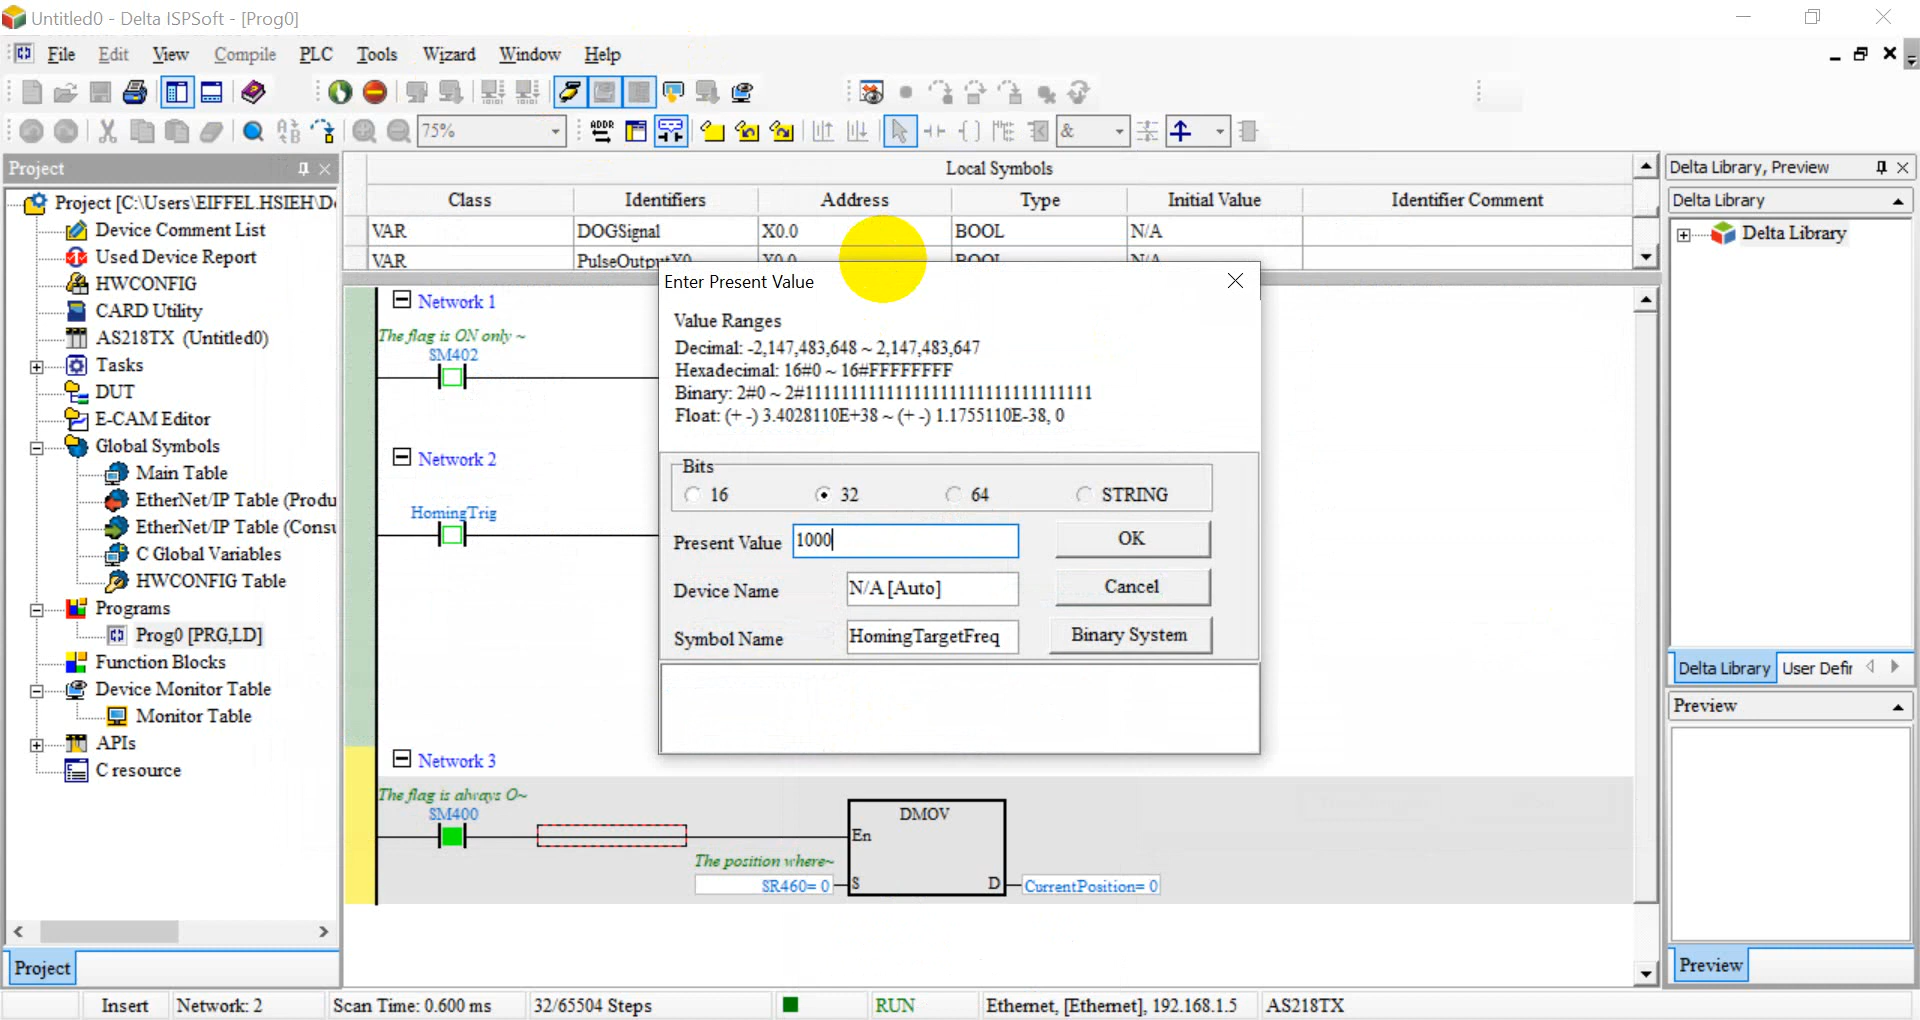 Untitled0 - Delta ISPSoft - [Prog0]
File Edit View Compile PLC Tools Wizard Window Help
75%
ADDR
&
Project
Project [C:\Users\EIFFEL.HSIEH\D
Device Comment List
Used Device Report
HWCONFIG
CARD Utility
AS218TX (Untitled0)
Tasks
DUT
E-CAM Editor
Global Symbols
Main Table
EtherNet/IP Table (Produ
EtherNet/IP Table (Consu
C Global Variables
HWCONFIG Table
Programs
Prog0 [PRG,LD]
Function Blocks
Device Monitor Table
Monitor Table
APIs
C resource
Project
Local Symbols
Class Identifiers Address Type Initial Value Identifier Comment
VAR DOGSignal X0.0 BOOL N/A
VAR PulseOutputY0 Y0.0 BOOL N/A
Network 1
The flag is ON only ~
SM402
Network 2
HomingTrig
Network 3
The flag is always O~
SM400
DMOV
En
The position where~
SR460= 0
S D
CurrentPosition= 0
Enter Present Value
Value Ranges
Decimal: -2,147,483,648 ~ 2,147,483,647
Hexadecimal: 16#0 ~ 16#FFFFFFFF
Binary: 2#0 ~ 2#11111111111111111111111111111111
Float: (+ -) 3.4028110E+38 ~ (+ -) 1.1755110E-38, 0
Bits
16 32 64 STRING
Present Value 1000 OK
Device Name N/A [Auto] Cancel
Symbol Name HomingTargetFreq Binary System
Delta Library, Preview
Delta Library
Delta Library
Delta Library User Defir
Preview
Preview
Insert Network: 2 Scan Time: 0.600 ms 32/65504 Steps RUN Ethernet, [Ethernet], 192.168.1.5 AS218TX